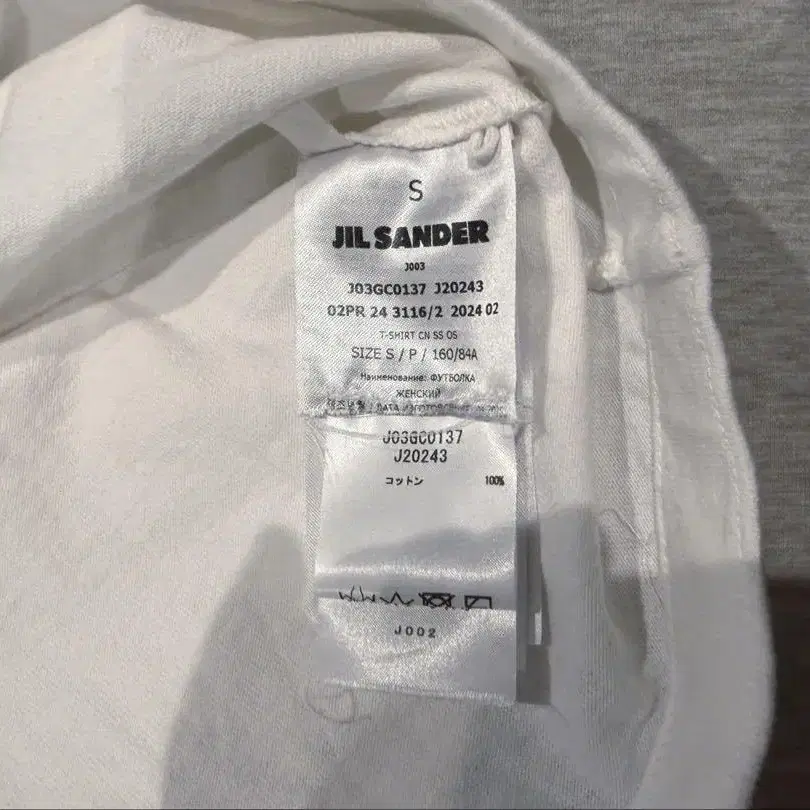 S
JIL SANDER
J003
J03GC0137 J20243
02PR 24 3116/2 2024 02
T-SHIRT CN SS OS
SIZE S / P / 160/84A
Наименование: ФУТБОЛКА
ЖЕНСКИЙ
J03GC0137
J20243
コットン 100%
J002